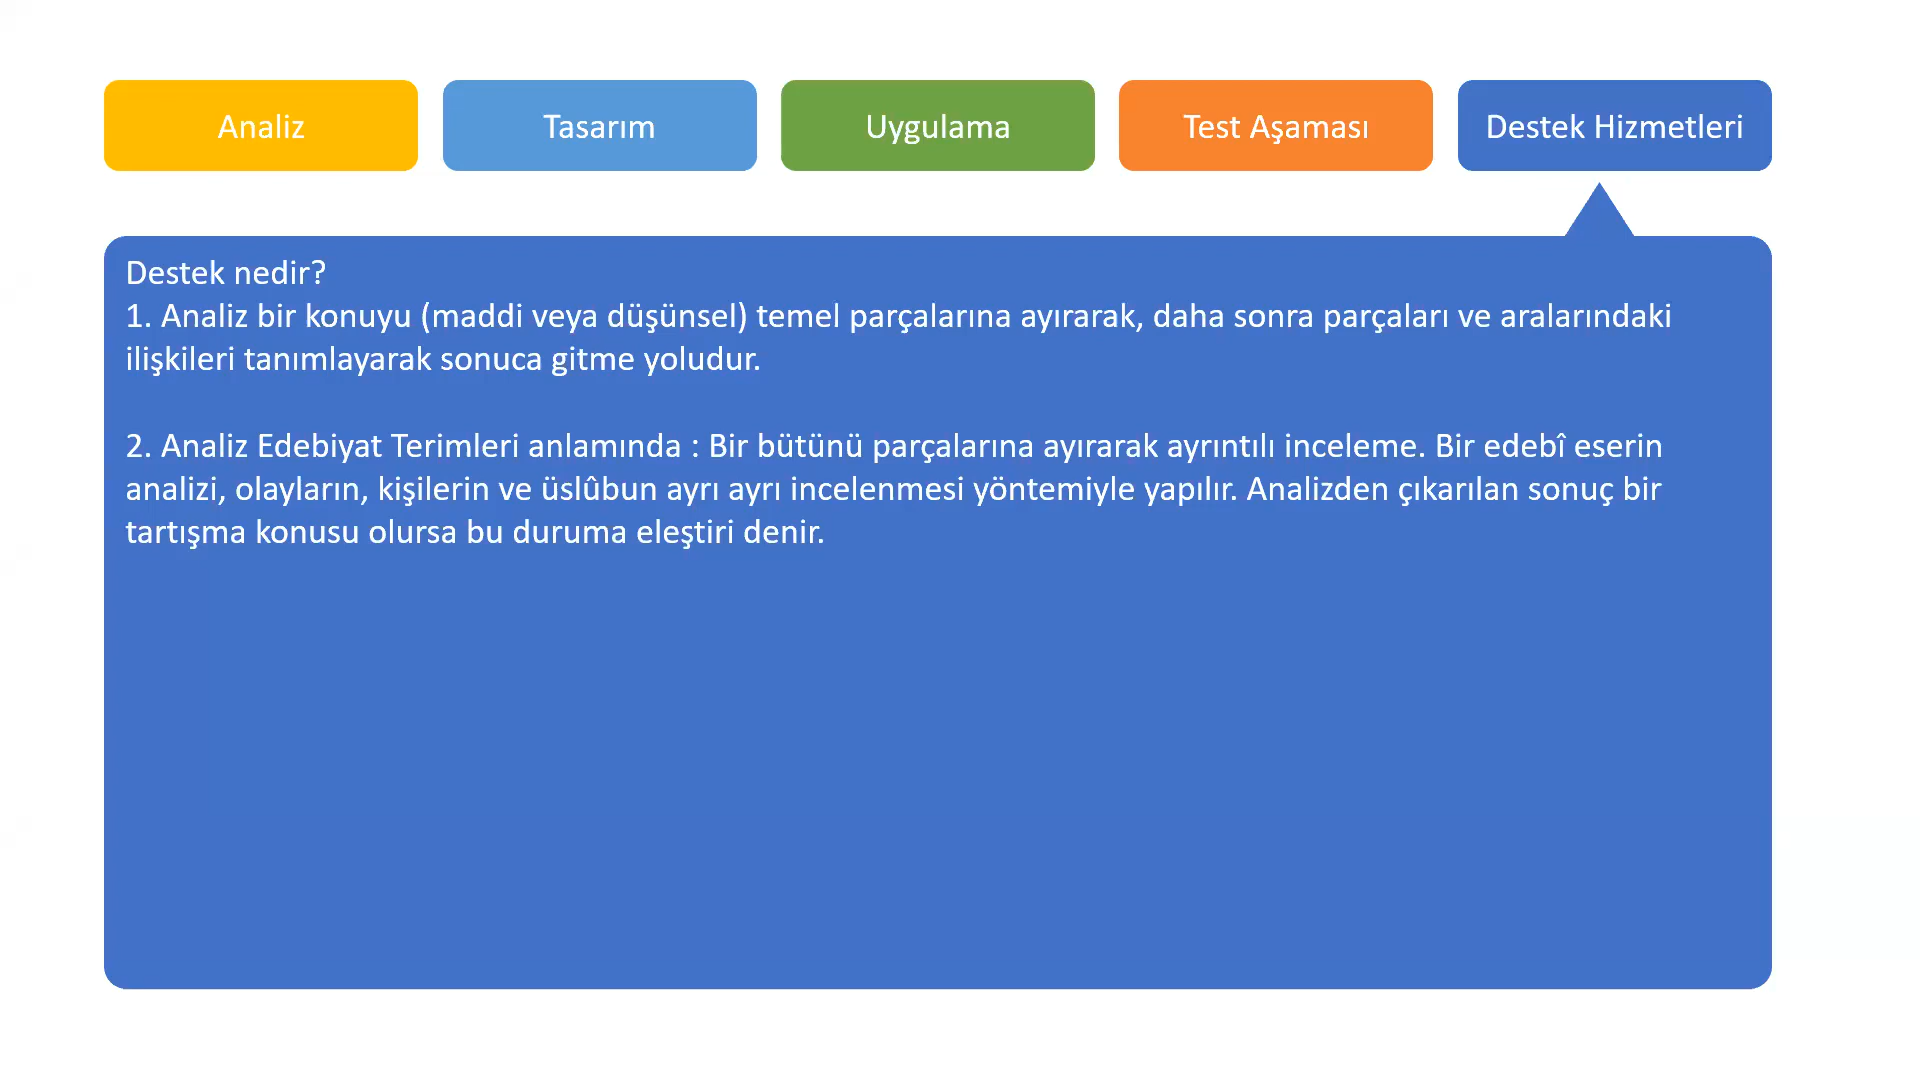 Analiz
Tasarım
Uygulama
Test Aşaması
Destek Hizmetleri
Destek nedir?
1. Analiz bir konuyu (maddi veya düşünsel) temel parçalarına ayırarak, daha sonra parçaları ve aralarındaki
ilişkileri tanımlayarak sonuca gitme yoludur.
2. Analiz Edebiyat Terimleri anlamında : Bir bütünü parçalarına ayırarak ayrıntılı inceleme. Bir edebî eserin
analizi, olayların, kişilerin ve üslûbun ayrı ayrı incelenmesi yöntemiyle yapılır. Analizden çıkarılan sonuç bir
tartışma konusu olursa bu duruma eleştiri denir.